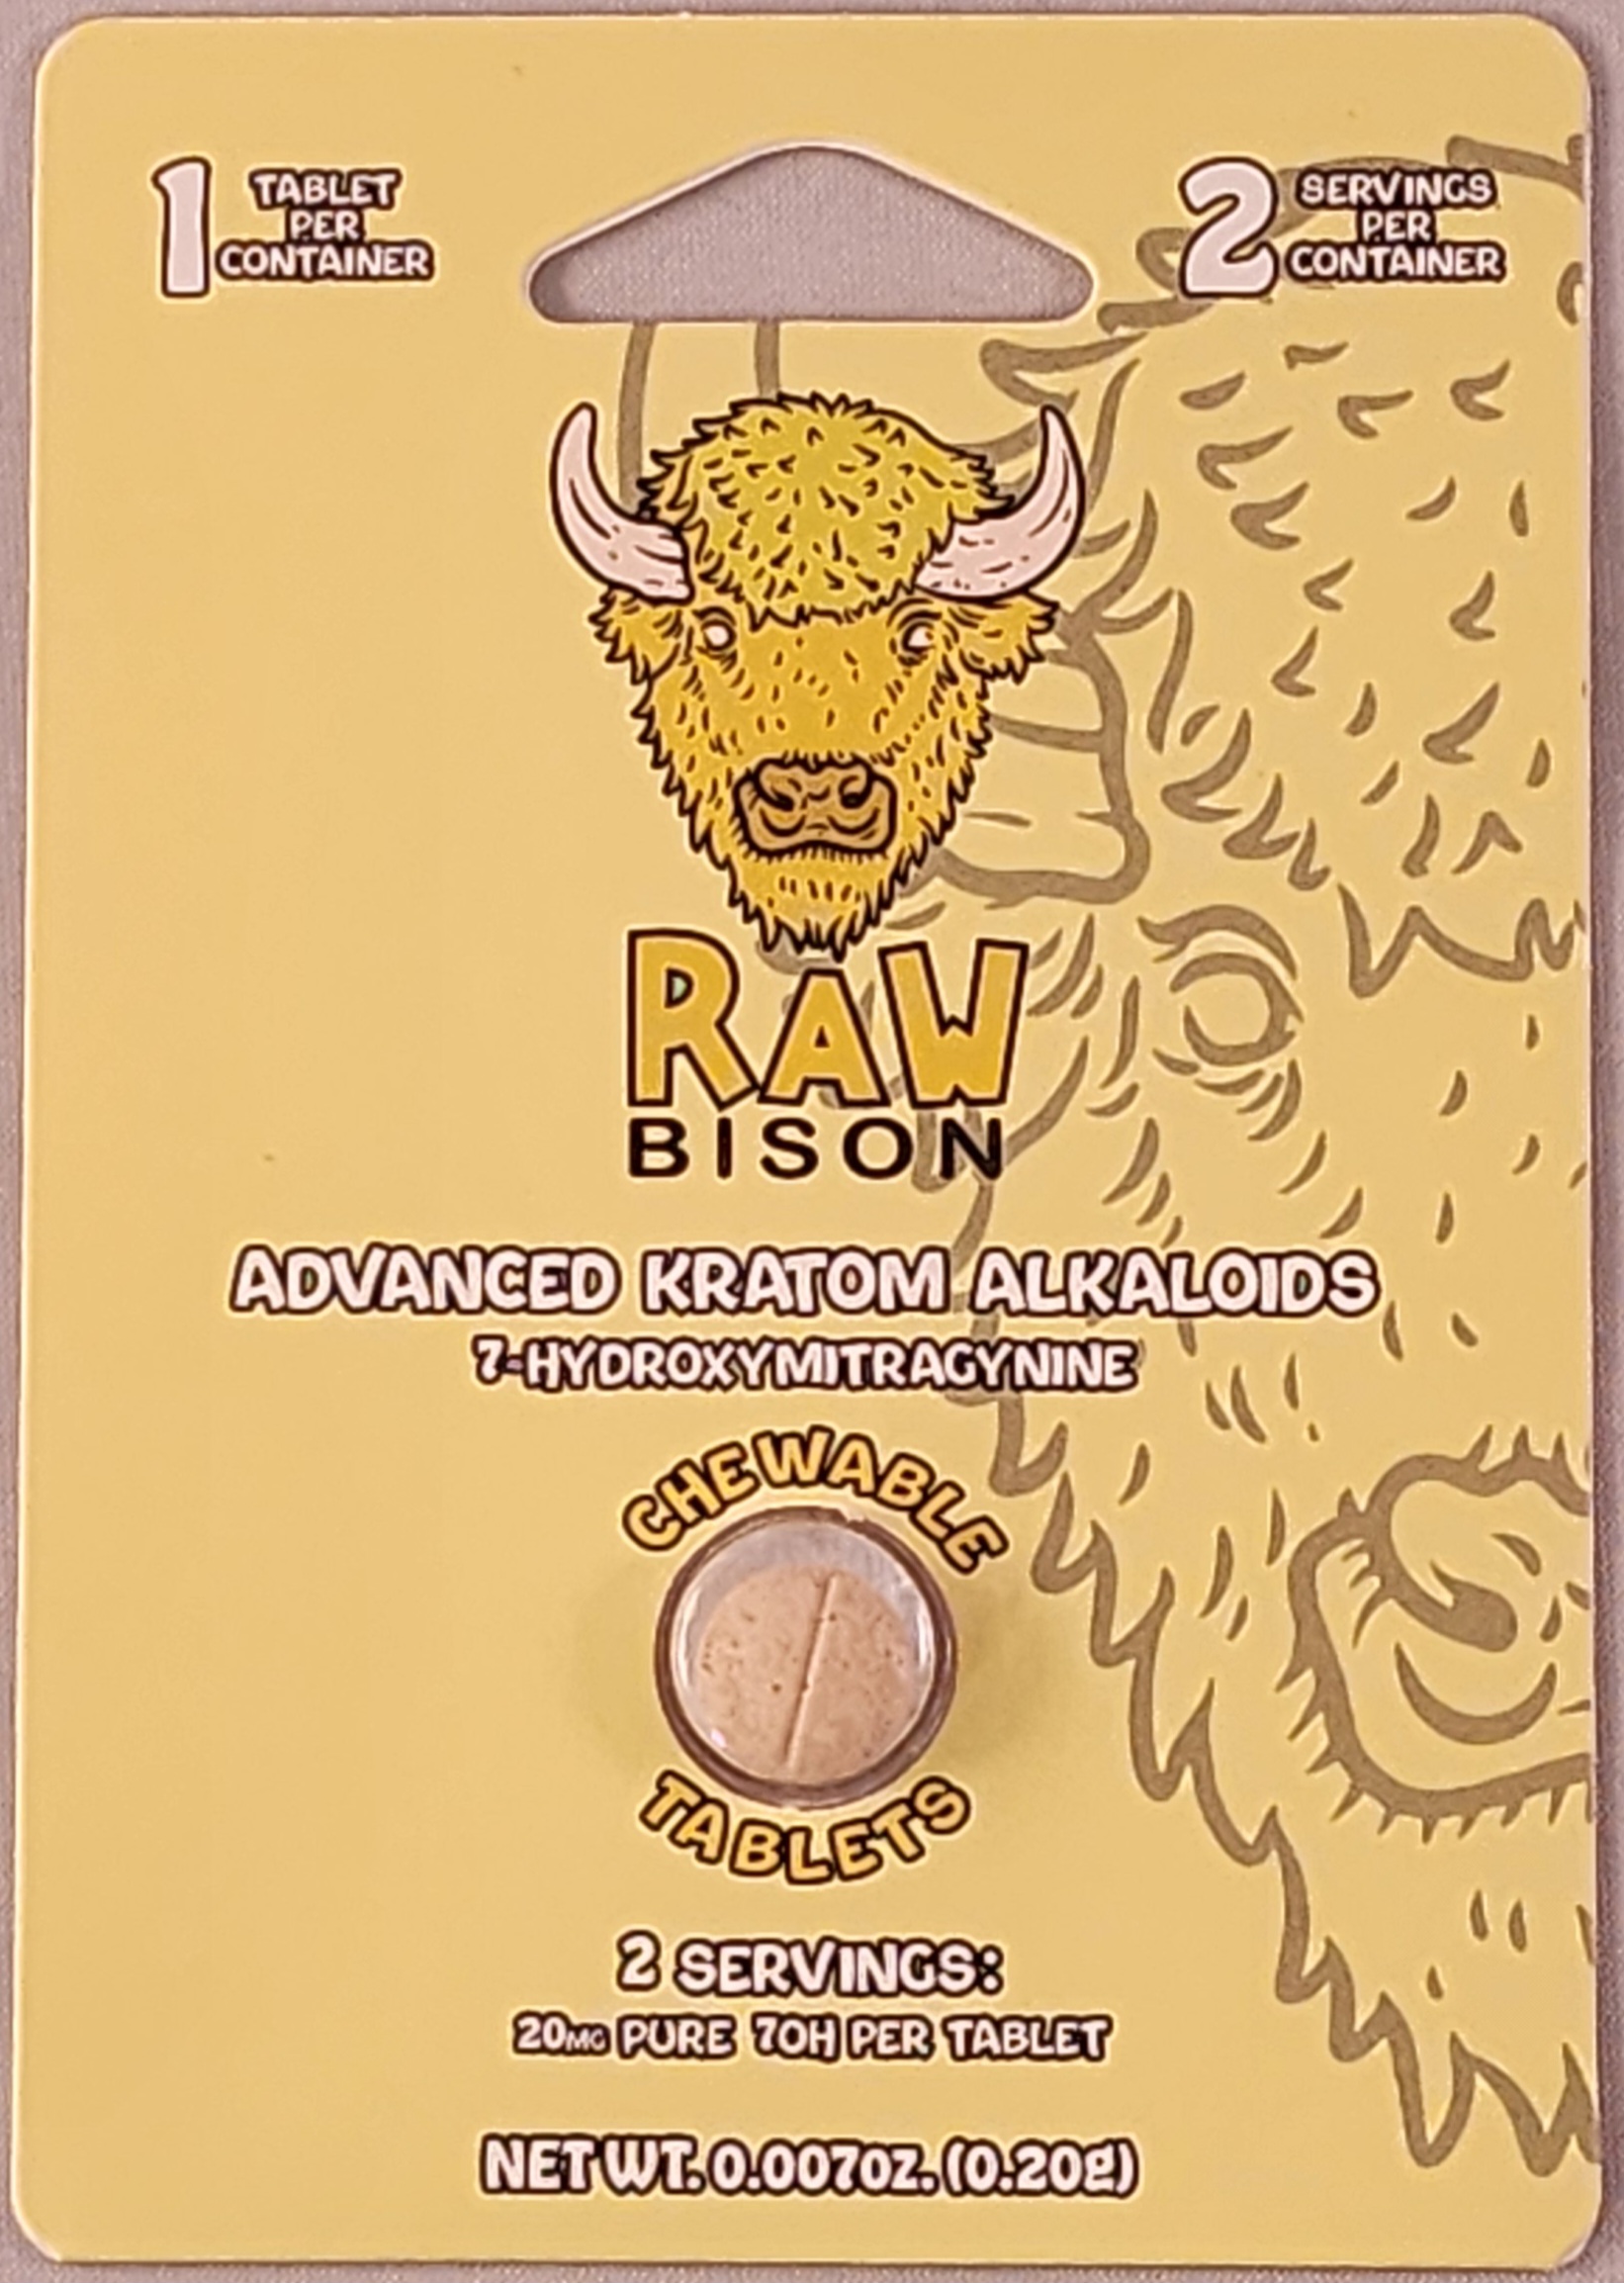 1 TABLET
PER
CONTAINER
2 SERVINGS
PER
CONTAINER
RAW
BISON
ADVANCED KRATOM ALKALOIDS
7-HYDROXYMITRAGYNINE
CHEWABLE
TABLETS
2 SERVINGS:
20MG PURE 7OH PER TABLET
NET WT. 0.007OZ. (0.20g)